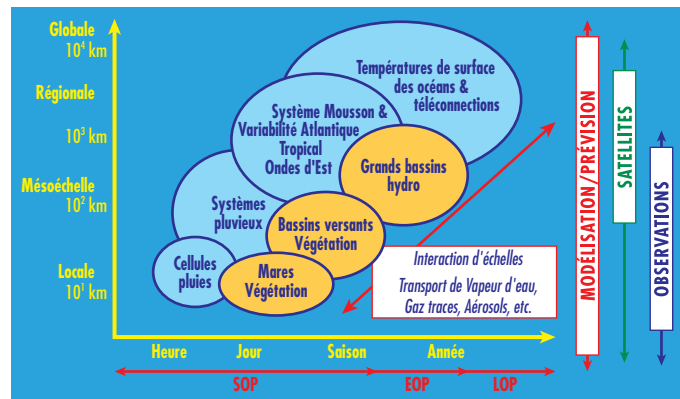 Globale
10⁴ km
Régionale
10³ km
Mésoéchelle
10² km
Locale
10¹ km
Températures de surface
des océans &
téléconnections
Système Mousson &
Variabilité Atlantique
Tropical
Ondes d'Est
Grands bassins
hydro
Systèmes
pluvieux
Bassins versants
Végétation
Cellules
pluies
Mares
Végétation
Interaction d'échelles
Transport de Vapeur d'eau,
Gaz traces, Aérosols, etc.
Heure Jour Saison Année
SOP EOP LOP
MODÉLISATION/PRÉVISION
SATELLITES
OBSERVATIONS